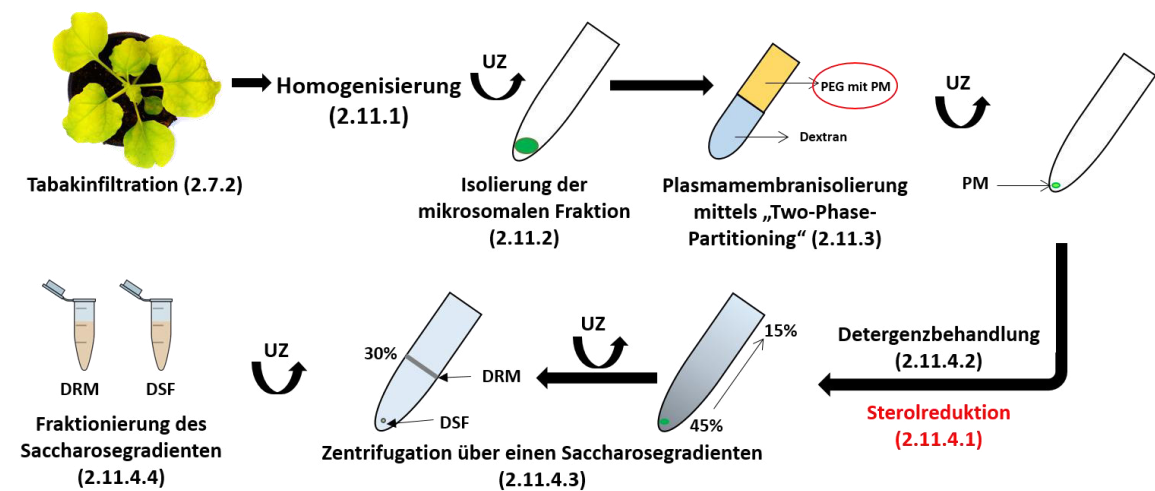 Tabakinfiltration (2.7.2)
Homogenisierung
(2.11.1)
UZ
Isolierung der
mikrosomalen Fraktion
(2.11.2)
PEG mit PM
Dextran
Plasmamembranisolierung
mittels „Two-Phase-
Partitioning“ (2.11.3)
UZ
PM
Detergenzbehandlung
(2.11.4.2)
Sterolreduktion
(2.11.4.1)
15%
45%
UZ
30%
DRM
DSF
Zentrifugation über einen Saccharosegradienten
(2.11.4.3)
UZ
DRM
DSF
Fraktionierung des
Saccharosegradienten
(2.11.4.4)